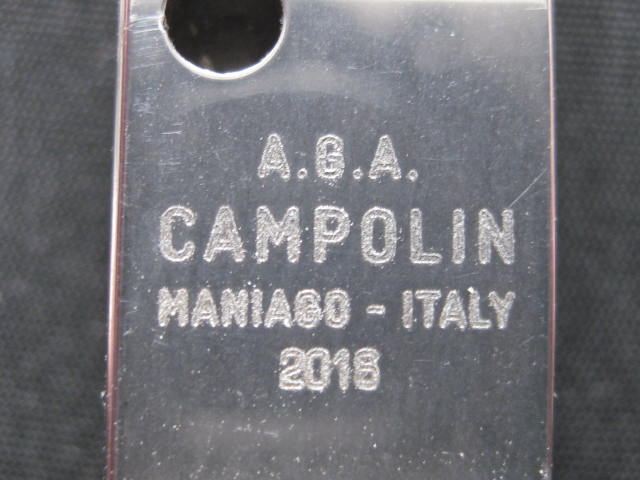 A.G.A.
CAMPOLIN
MANIAGO - ITALY
2016